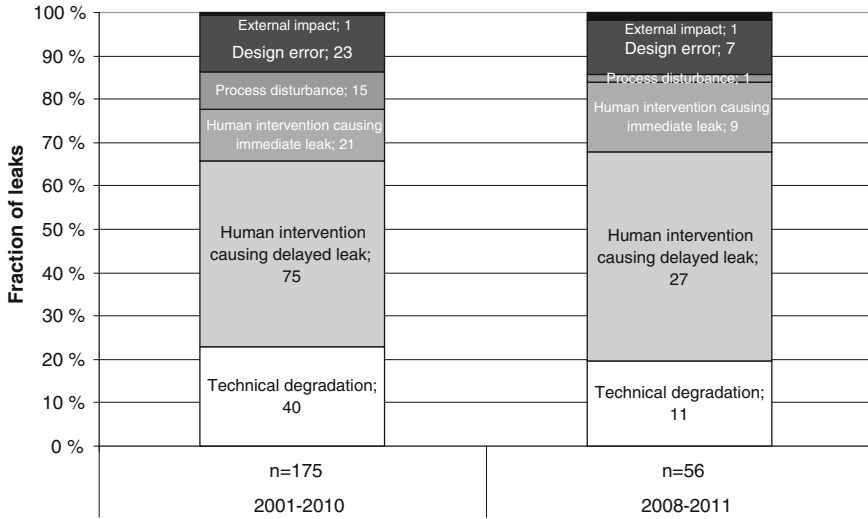 Fraction of leaks
100 %
90 %
80 %
70 %
60 %
50 %
40 %
30 %
20 %
10 %
0 %
External impact; 1
Design error; 23
Process disturbance; 15
Human intervention causing
immediate leak; 21
Human intervention
causing delayed leak;
75
Technical degradation;
40
External impact; 1
Design error; 7
Process disturbance; 1
Human intervention causing
immediate leak; 9
Human intervention
causing delayed leak;
27
Technical degradation;
11
n=175
2001-2010
n=56
2008-2011